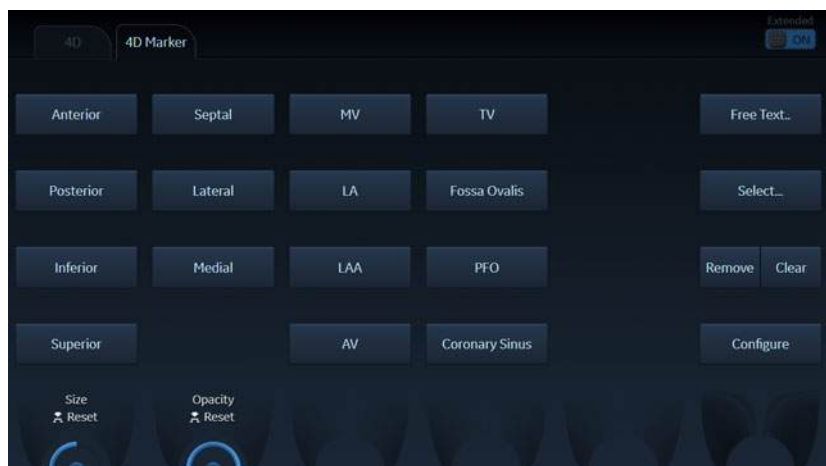 Extended
4D 4D Marker ON
Anterior Septal MV TV Free Text..
Posterior Lateral LA Fossa Ovalis Select...
Inferior Medial LAA PFO Remove Clear
Superior AV Coronary Sinus Configure
Size Opacity
Reset Reset